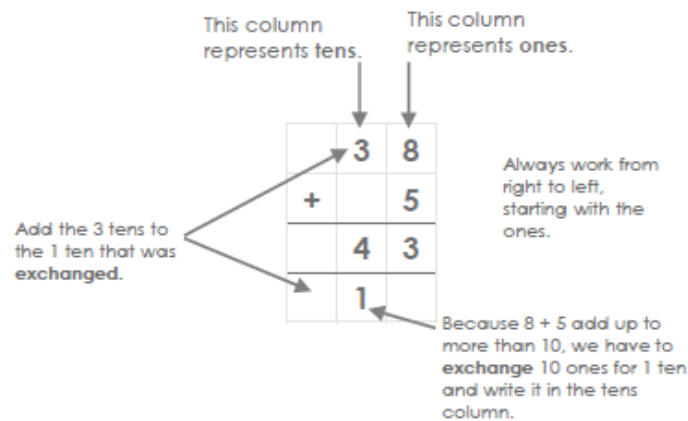 This column
represents tens.
This column
represents ones.
3 8
+ 5
4 3
1
Always work from
right to left,
starting with the
ones.
Add the 3 tens to
the 1 ten that was
exchanged.
Because 8 + 5 add up to
more than 10, we have to
exchange 10 ones for 1 ten
and write it in the tens
column.